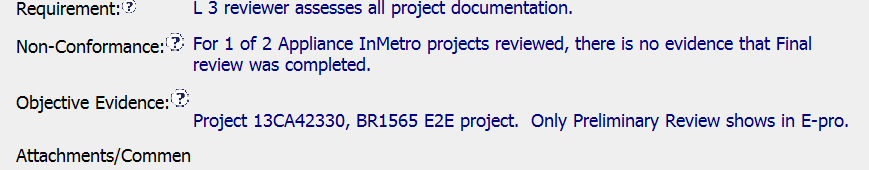 Requirement:? L 3 reviewer assesses all project documentation.
Non-Conformance:? For 1 of 2 Appliance InMetro projects reviewed, there is no evidence that Final
review was completed.
Objective Evidence:?
Project 13CA42330, BR1565 E2E project.  Only Preliminary Review shows in E-pro.
Attachments/Commen